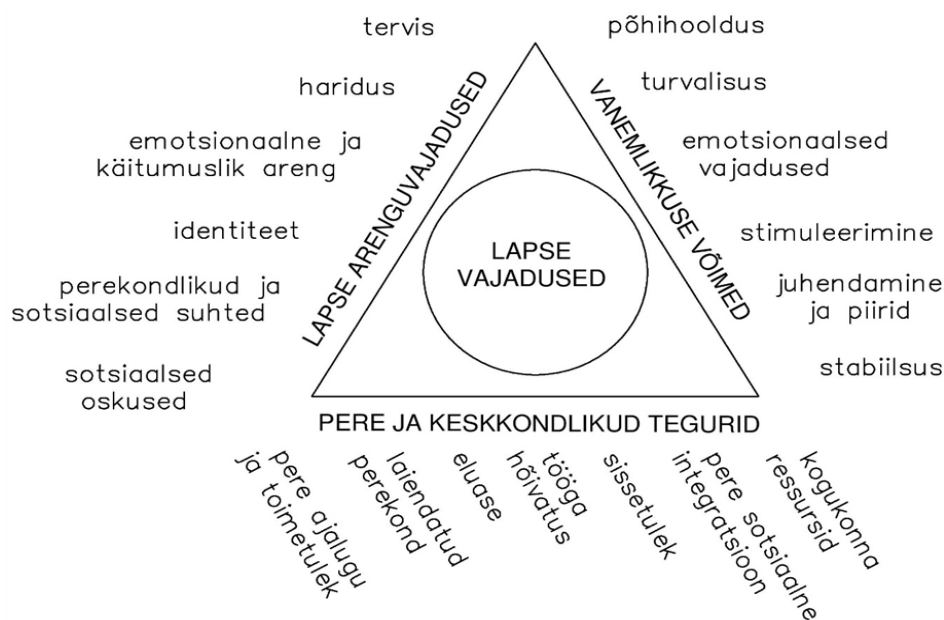 tervis
haridus
emotsionaalne ja
käitumuslik areng
identiteet
perekondlikud ja
sotsiaalsed suhted
sotsiaalsed
oskused
LAPSE ARENGUVAJADUSED
LAPSE
VAJADUSED
VANEMLIKKUSE VÕIMED
põhihooldus
turvalisus
emotsionaalsed
vajadused
stimuleerimine
juhendamine
ja piirid
stabiilsus
PERE JA KESKKONDLIKUD TEGURID
pere ajalugu
ja toimetulek
laiendatud
perekond
eluase
tööga
hõivatus
sissetulek
pere sotsiaalne
integratsioon
kogukonna
ressursid